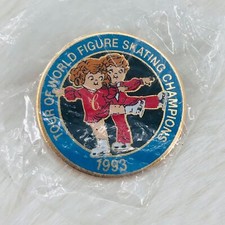 TOUR OF WORLD FIGURE SKATING CHAMPIONS
1993